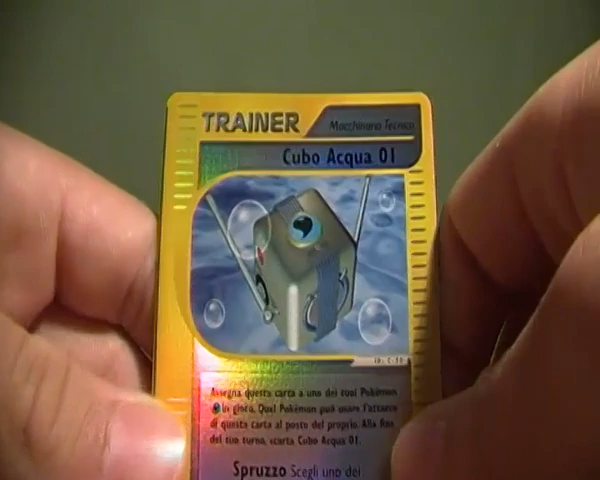 TRAINER
Macchinario Tecnico
Cubo Acqua 01
Assegna questa carta a uno dei tuoi Pokémon
in gioco. Quel Pokémon può usare l'attacco
di questa carta al posto del proprio. Alla fine
del tuo turno, scarta Cubo Acqua 01.
Spruzzo Scegli uno dei